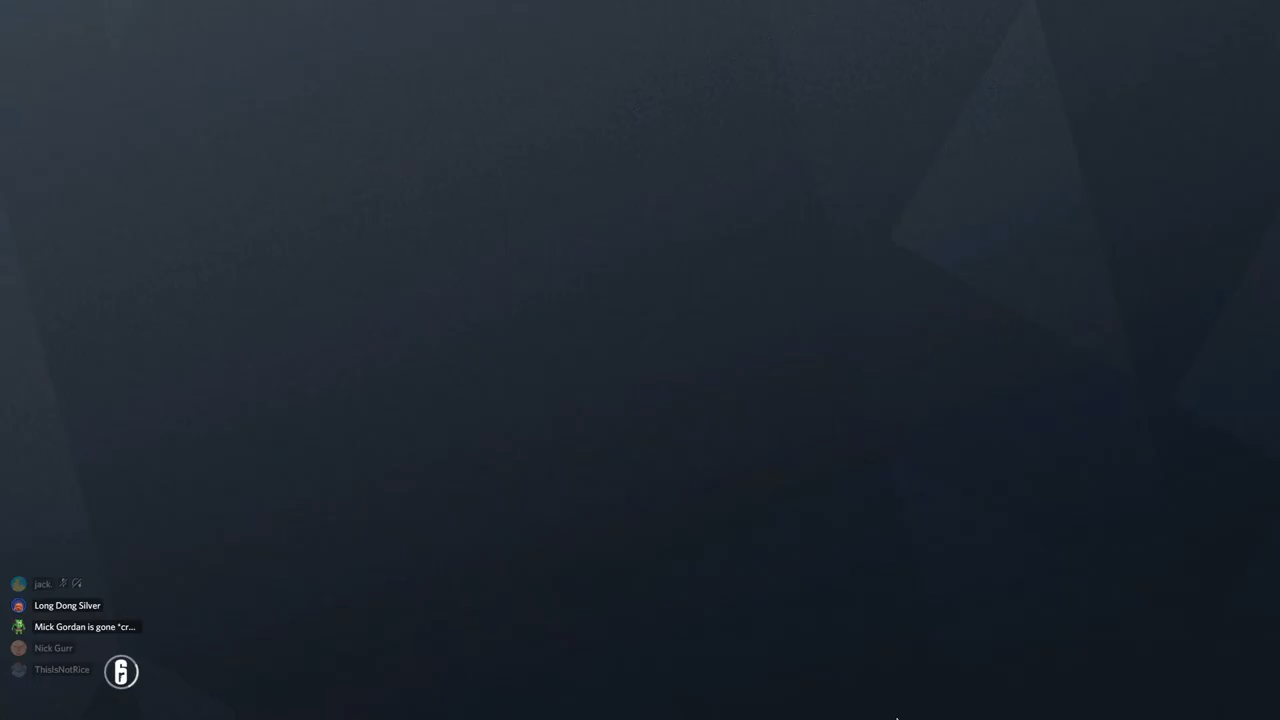 jack.
Long Dong Silver
Mick Gordan is gone *cr...
Nick Gurr
ThisIsNotRice